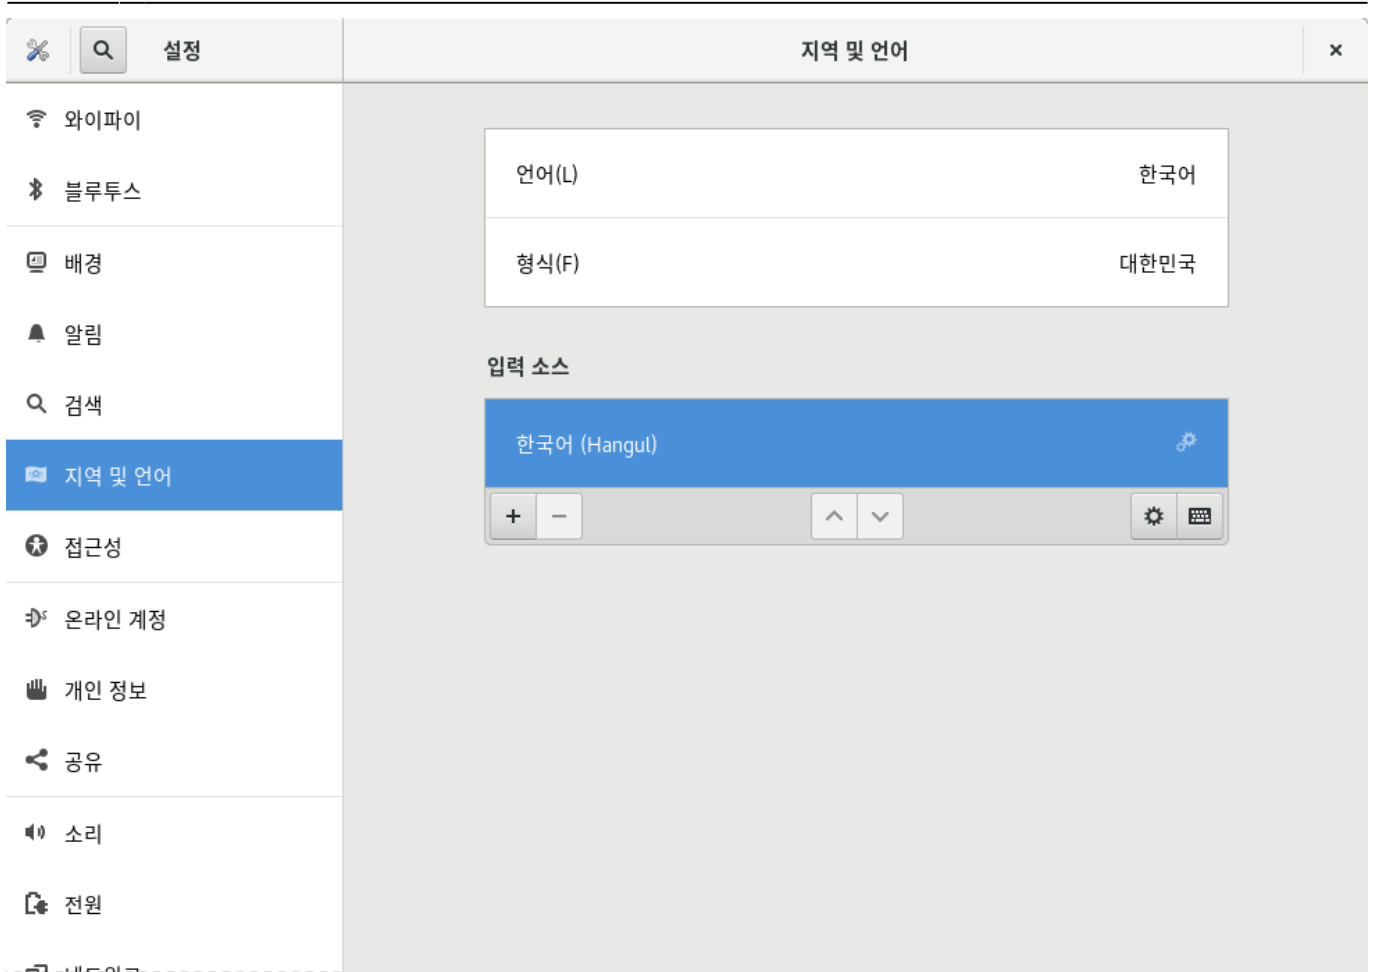 설정
지역 및 언어
와이파이
블루투스
배경
알림
검색
지역 및 언어
접근성
온라인 계정
개인 정보
공유
소리
전원
언어(L)
한국어
형식(F)
대한민국
입력 소스
한국어 (Hangul)